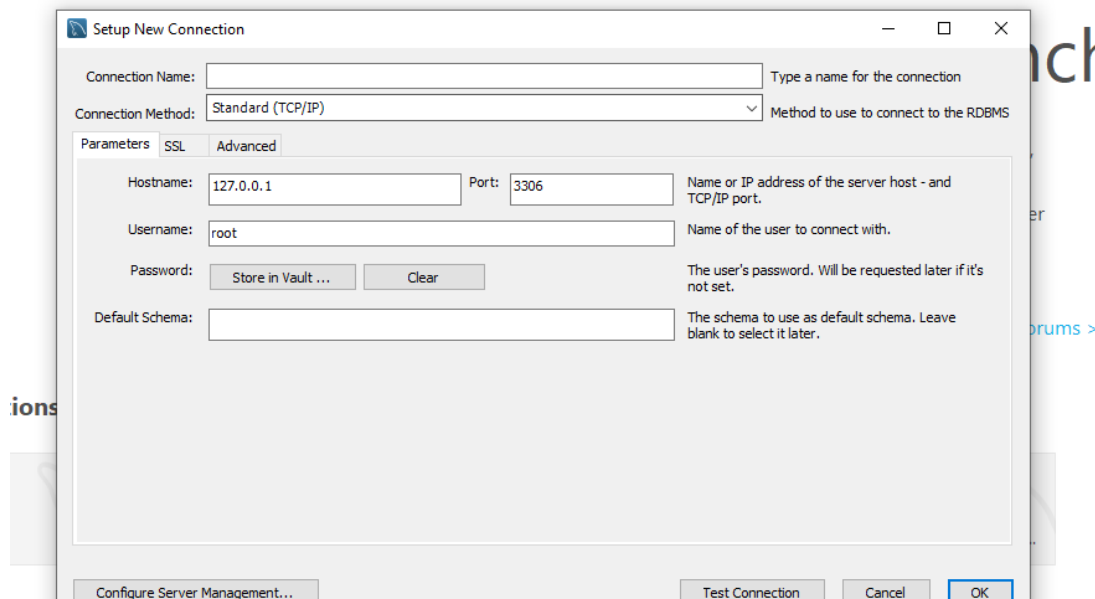 Setup New Connection
Connection Name:
Type a name for the connection
Connection Method:
Standard (TCP/IP)
Method to use to connect to the RDBMS
Parameters
SSL
Advanced
Hostname:
127.0.0.1
Port:
3306
Name or IP address of the server host - and
TCP/IP port.
Username:
root
Name of the user to connect with.
Password:
Store in Vault ...
Clear
The user's password. Will be requested later if it's
not set.
Default Schema:
The schema to use as default schema. Leave
blank to select it later.
Configure Server Management...
Test Connection
Cancel
OK